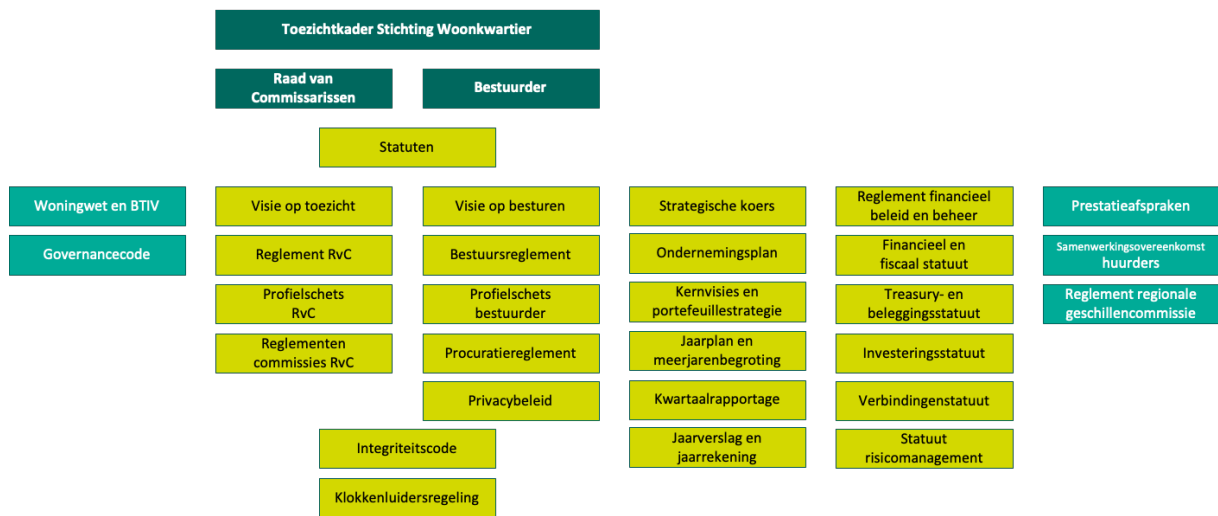 Toezichtkader Stichting Woonkwartier
Raad van
Commissarissen
Bestuurder
Statuten
Woningwet en BTIV
Visie op toezicht
Visie op besturen
Strategische koers
Reglement financieel
beleid en beheer
Prestatieafspraken
Governancecode
Reglement RvC
Bestuursreglement
Ondernemingsplan
Financieel en
fiscaal statuut
Samenwerkingsovereenkomst
huurders
Profielschets
RvC
Profielschets
bestuurder
Kernvisies en
portefeuillestrategie
Treasury- en
beleggingsstatuut
Reglement regionale
geschillencommissie
Reglementen
commissies RvC
Procuratiereglement
Jaarplan en
meerjarenbegroting
Investeringsstatuut
Privacybeleid
Kwartaalrapportage
Verbindingenstatuut
Integriteitscode
Jaarverslag en
jaarrekening
Statuut
risicomanagement
Klokkenluidersregeling